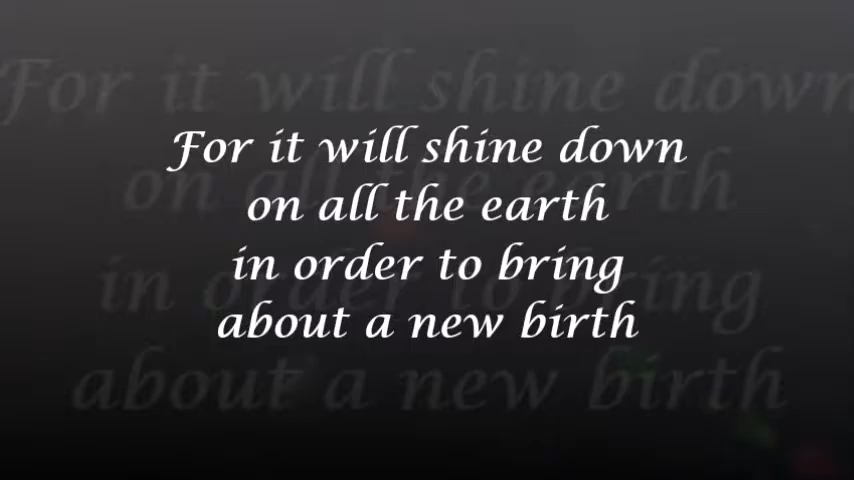 For it will shine down
on all the earth
in order to bring
about a new birth